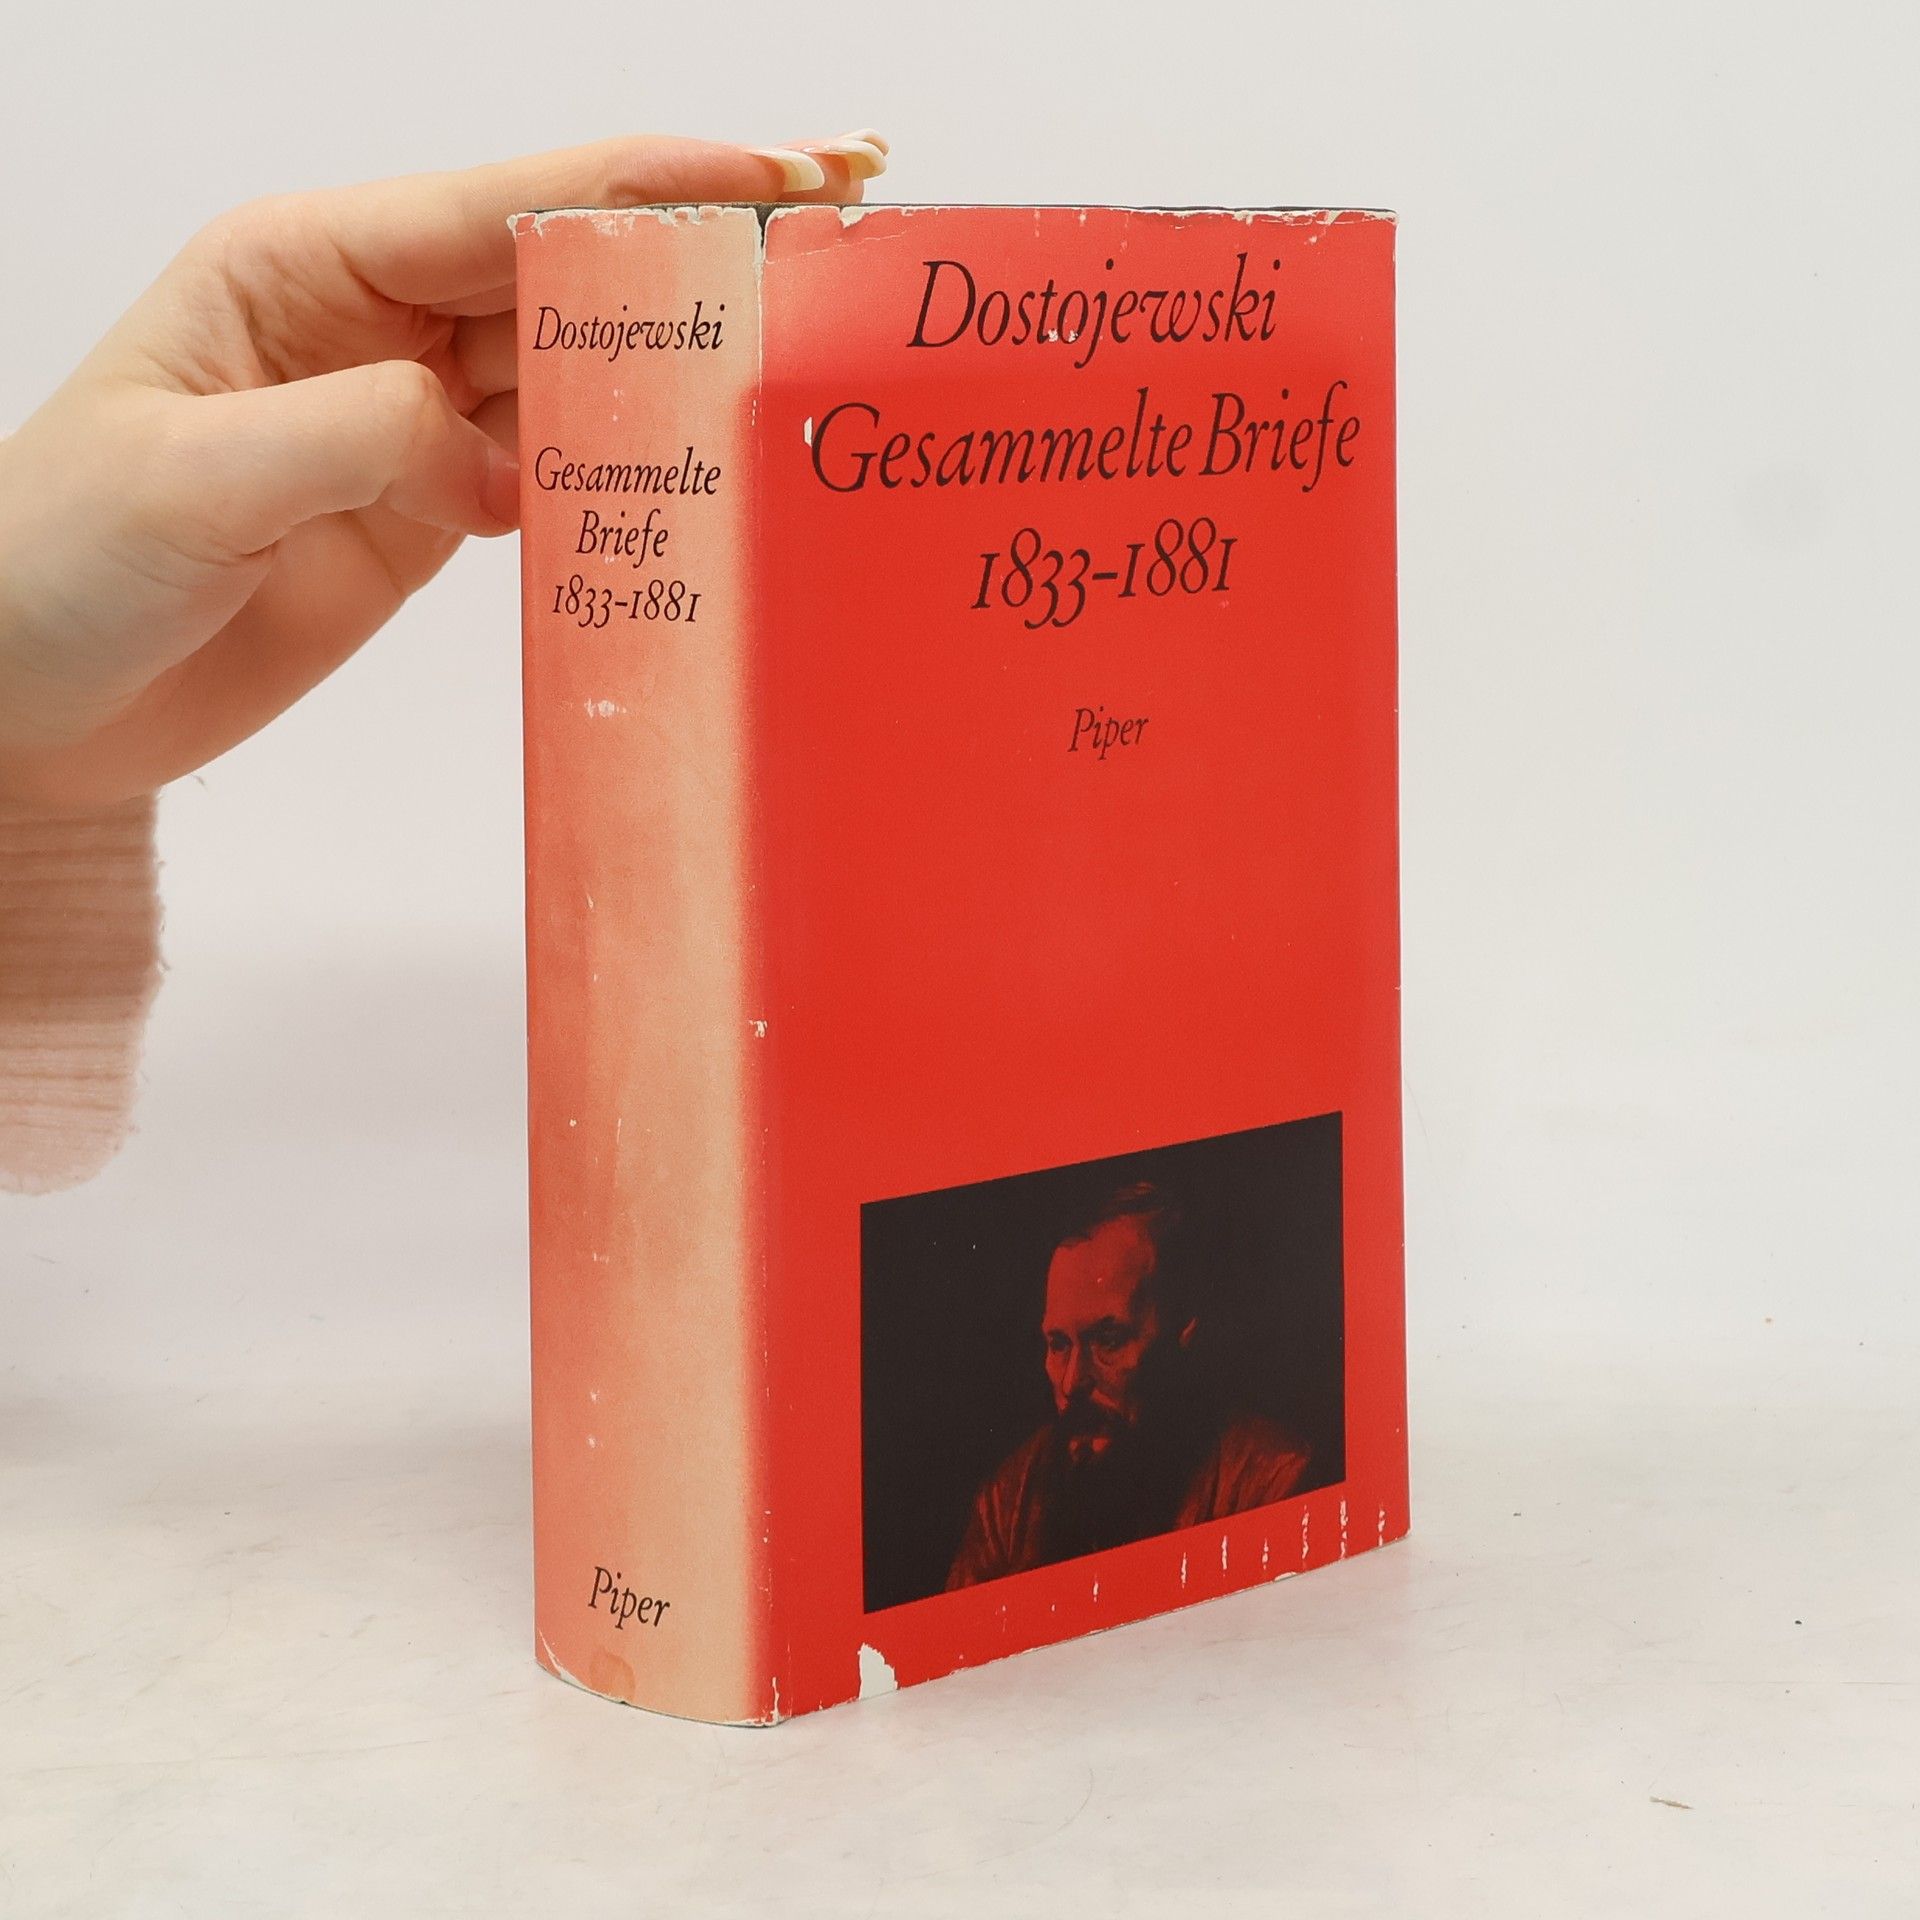 Dostojewski
Gesammelte
Briefe
1833-1881
Piper
Dostojewski
Gesammelte Briefe
1833-1881
Piper